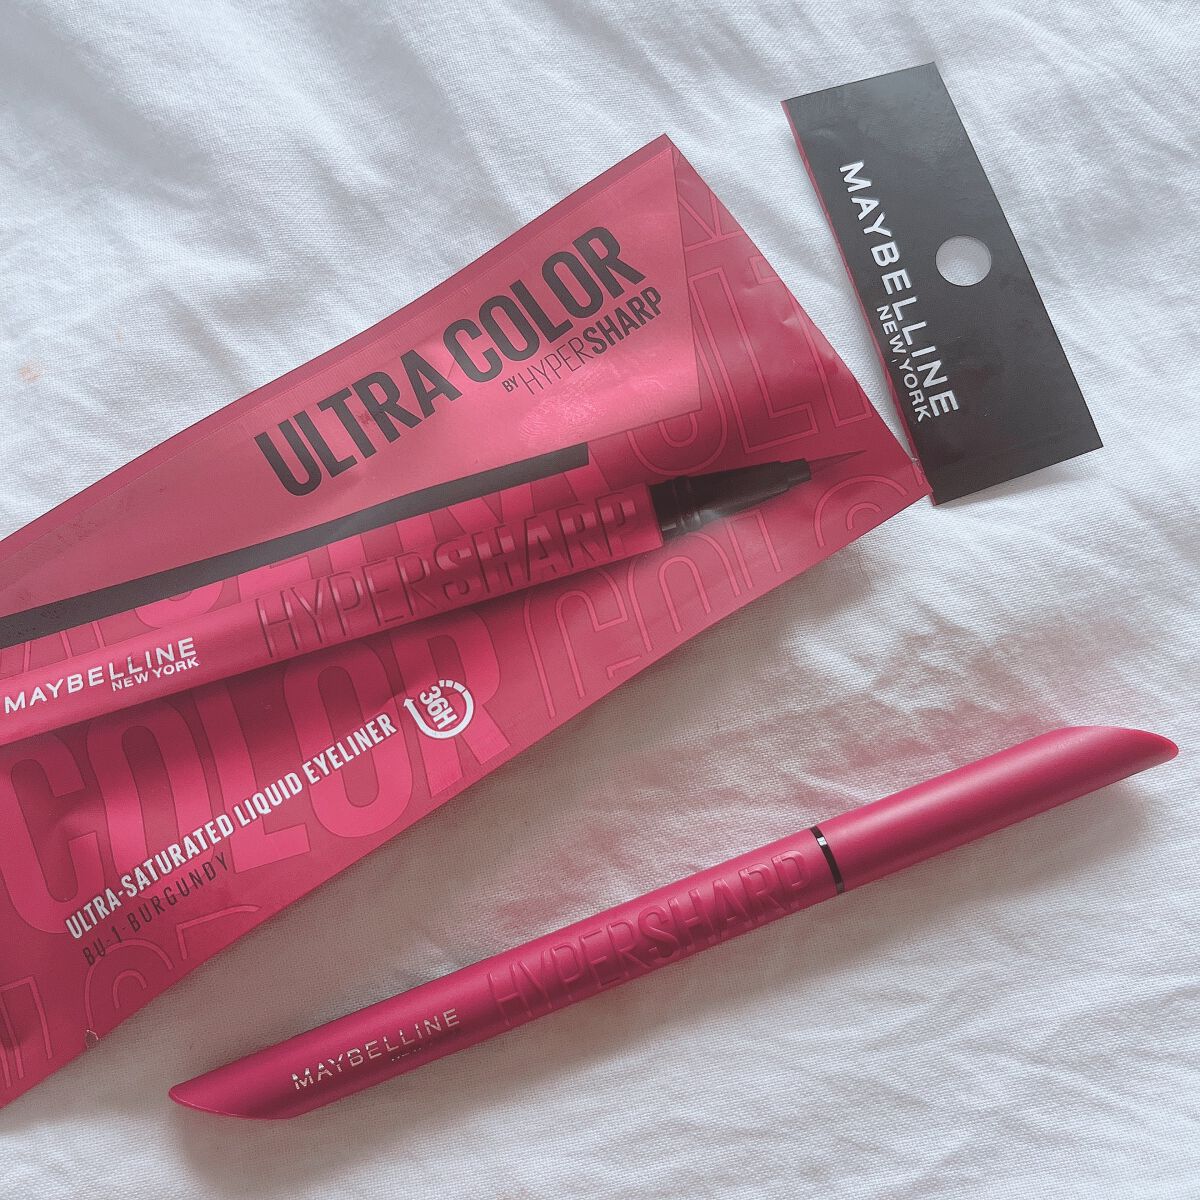 MAYBELLINE
NEW YORK
ULTRA COLOR
BY HYPERSHARP
HYPERSHARP
MAYBELLINE
NEW YORK
COLOR
36H
ULTRA-SATURATED LIQUID EYELINER
BU-1-BURGUNDY
HYPERSHARP
MAYBELLINE